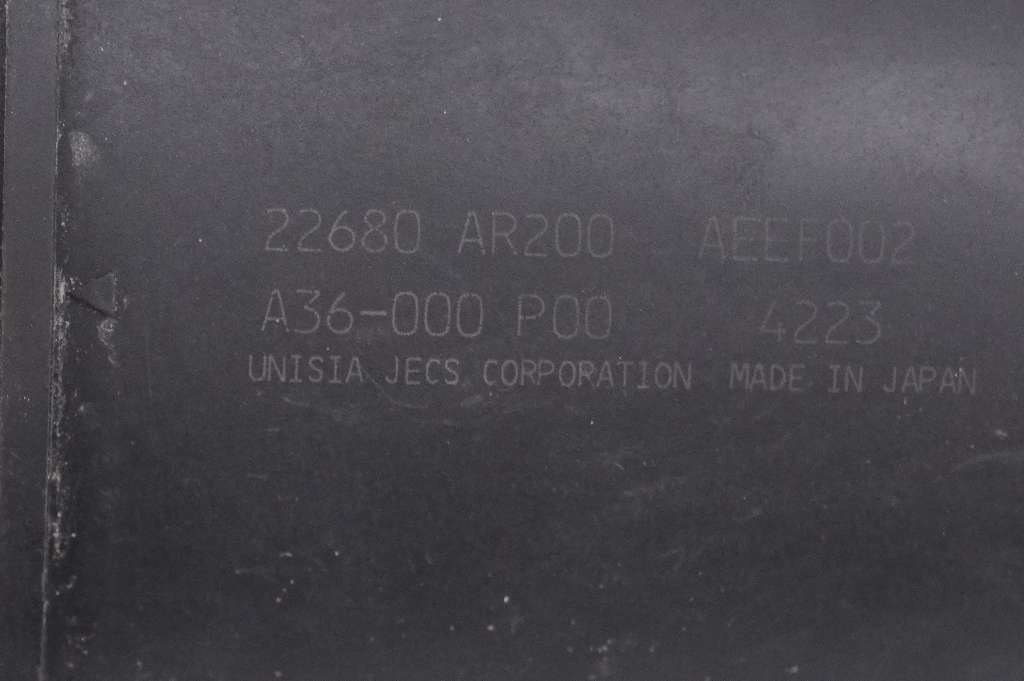 22680 AR200 AEEF002
A36-000 P00 4223
UNISIA JECS CORPORATION MADE IN JAPAN